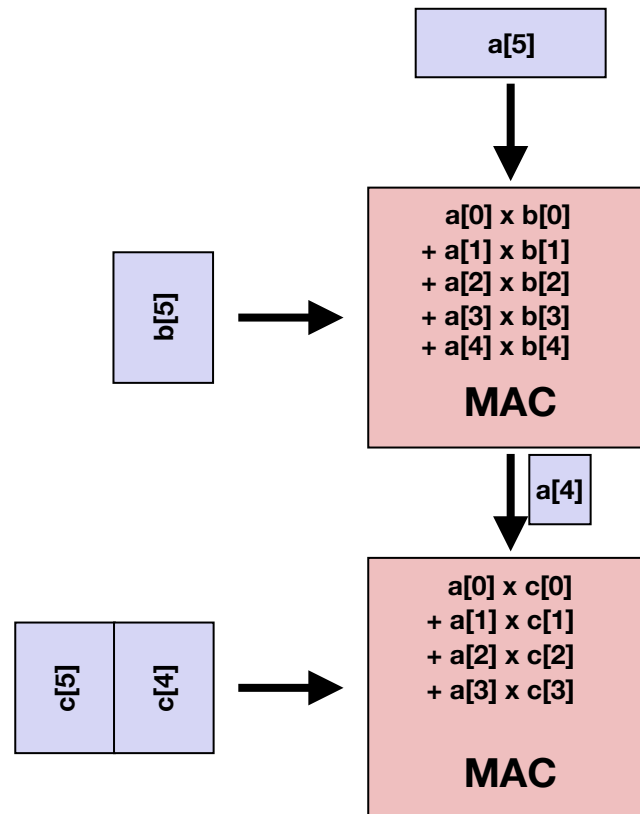 a[5]
a[0] x b[0]
+ a[1] x b[1]
+ a[2] x b[2]
+ a[3] x b[3]
+ a[4] x b[4]
MAC
b[5]
a[4]
a[0] x c[0]
+ a[1] x c[1]
+ a[2] x c[2]
+ a[3] x c[3]
MAC
c[5]
c[4]